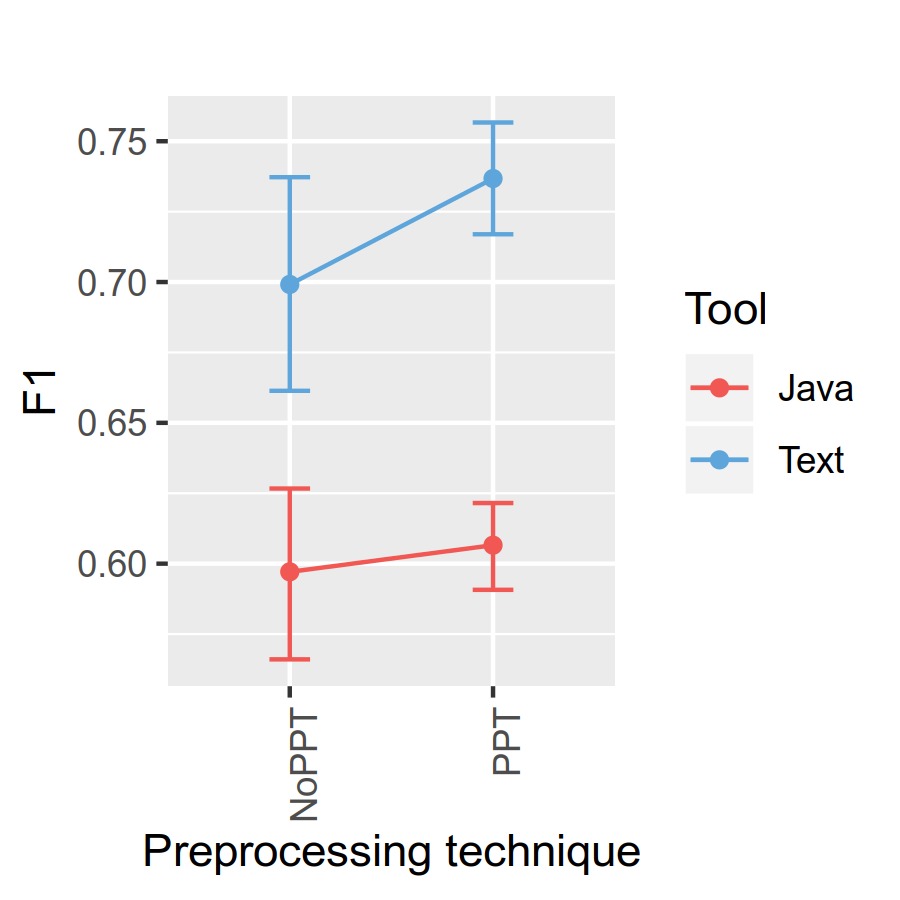 0.75
0.70
0.65
0.60
F1
NoPPT
PPT
Preprocessing technique
Tool
Java
Text